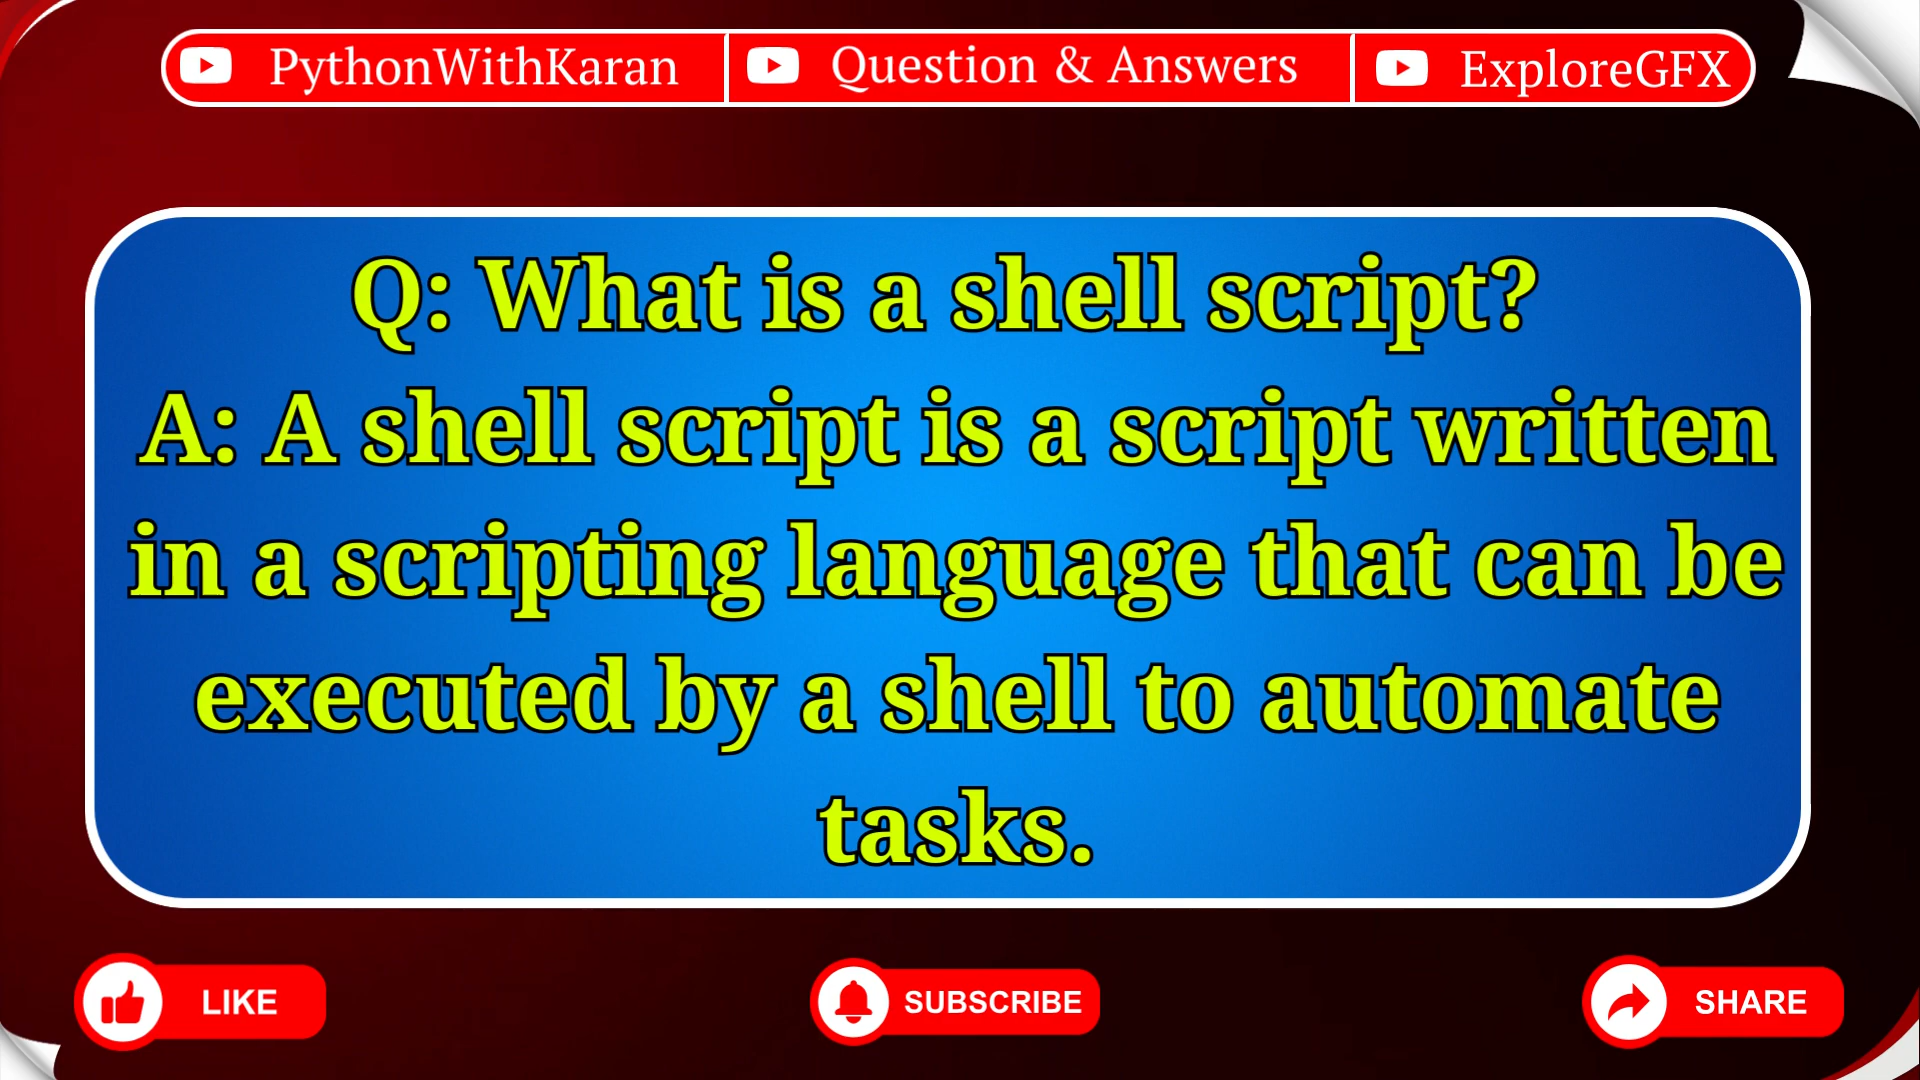 PythonWithKaran
Question & Answers
ExploreGFX
Q: What is a shell script?
A: A shell script is a script written
in a scripting language that can be
executed by a shell to automate
tasks.
LIKE
SUBSCRIBE
SHARE